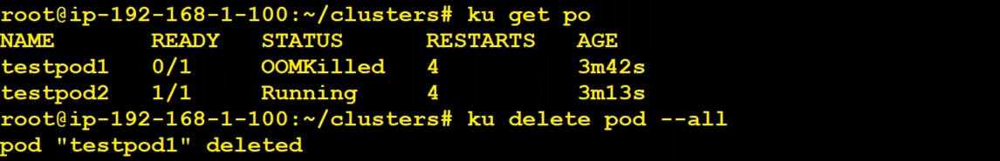 root@ip-192-168-1-100:~/clusters# ku get po
NAME READY STATUS RESTARTS AGE
testpod1 0/1 OOMKilled 4 3m42s
testpod2 1/1 Running 4 3m13s
root@ip-192-168-1-100:~/clusters# ku delete pod --all
pod "testpod1" deleted